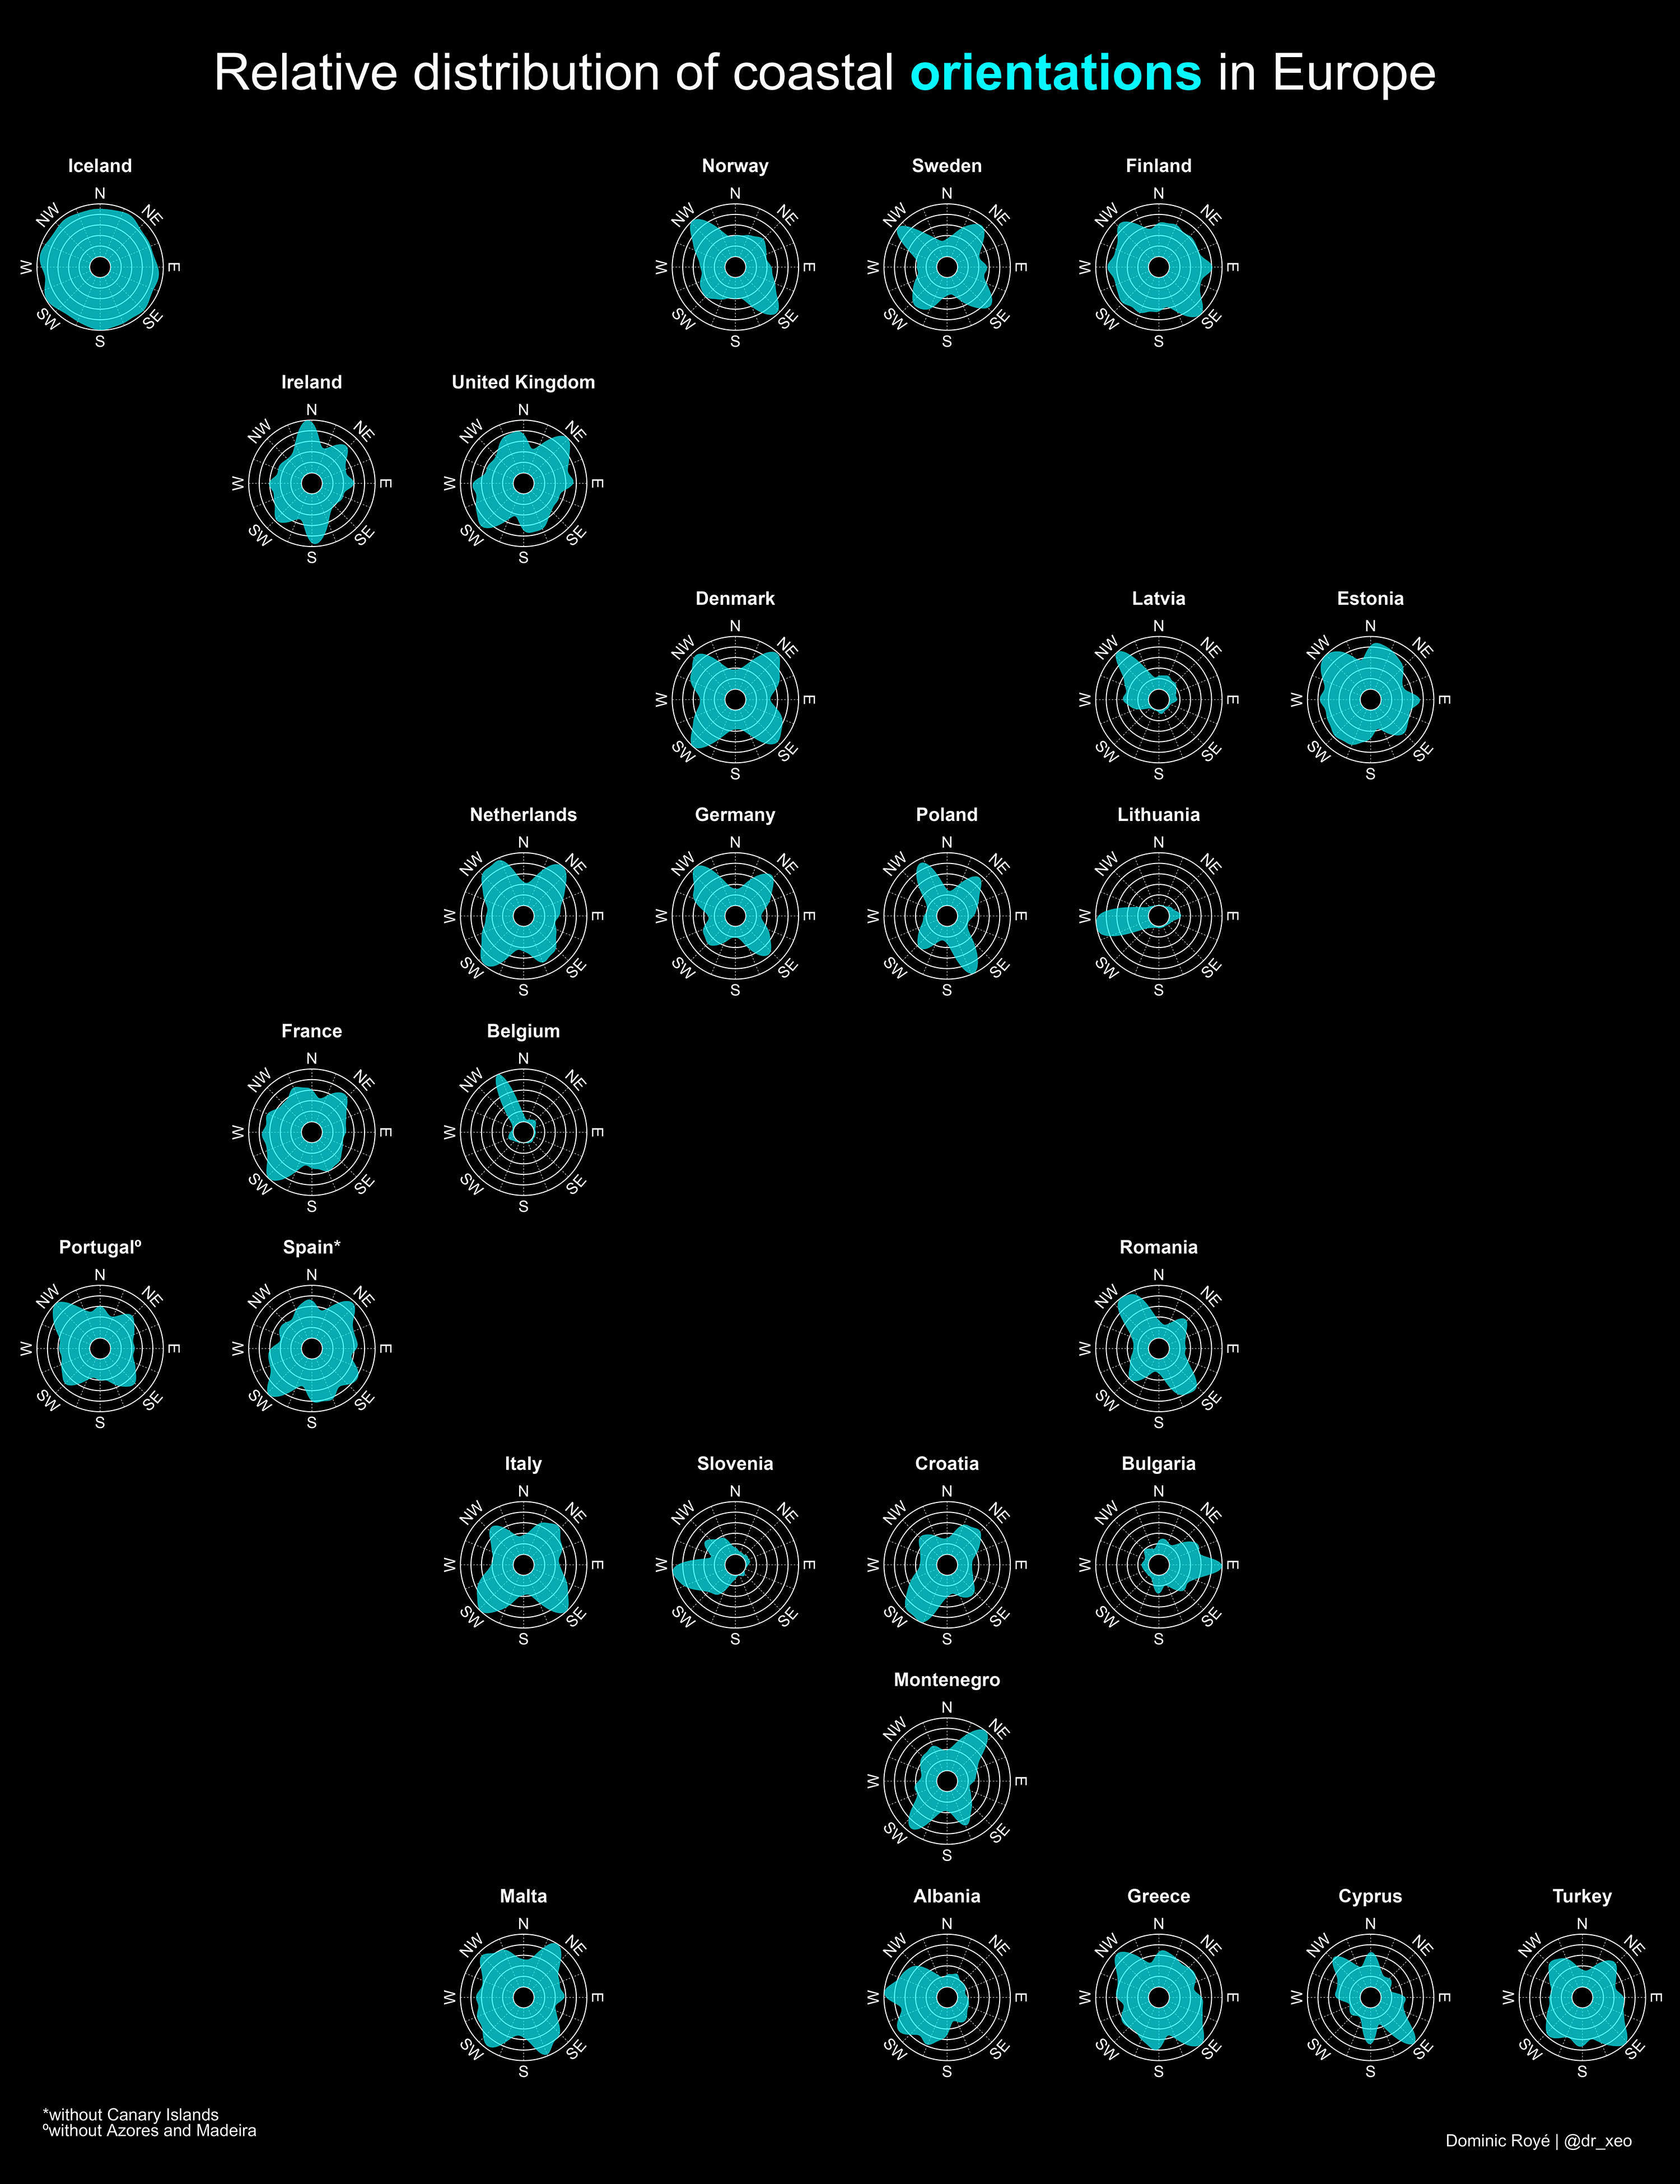 Relative distribution of coastal orientations in Europe
Iceland Norway Sweden Finland
N N N N
NW NE NW NE NW NE NW NE
W E W E W E W E
SW SE SW SE SW SE SW SE
S S S S
Ireland United Kingdom
N N
NW NE NW NE
W E W E
SW SE SW SE
S S
Denmark Latvia Estonia
N N N
NW NE NW NE NW NE
W E W E W E
SW SE SW SE SW SE
S S S
Netherlands Germany Poland Lithuania
N N N N
NW NE NW NE NW NE NW NE
W E W E W E W E
SW SE SW SE SW SE SW SE
S S S S
France Belgium
N N
NW NE NW NE
W E W E
SW SE SW SE
S S
Portugalº Spain* Romania
N N N
NW NE NW NE NW NE
W E W E W E
SW SE SW SE SW SE
S S S
Italy Slovenia Croatia Bulgaria
N N N N
NW NE NW NE NW NE NW NE
W E W E W E W E
SW SE SW SE SW SE SW SE
S S S S
Montenegro
N
NW NE
W E
SW SE
S
Malta Albania Greece Cyprus Turkey
N N N N N
NW NE NW NE NW NE NW NE NW NE
W E W E W E W E W E
SW SE SW SE SW SE SW SE SW SE
S S S S S
*without Canary Islands
ºwithout Azores and Madeira
Dominic Royé | @dr_xeo